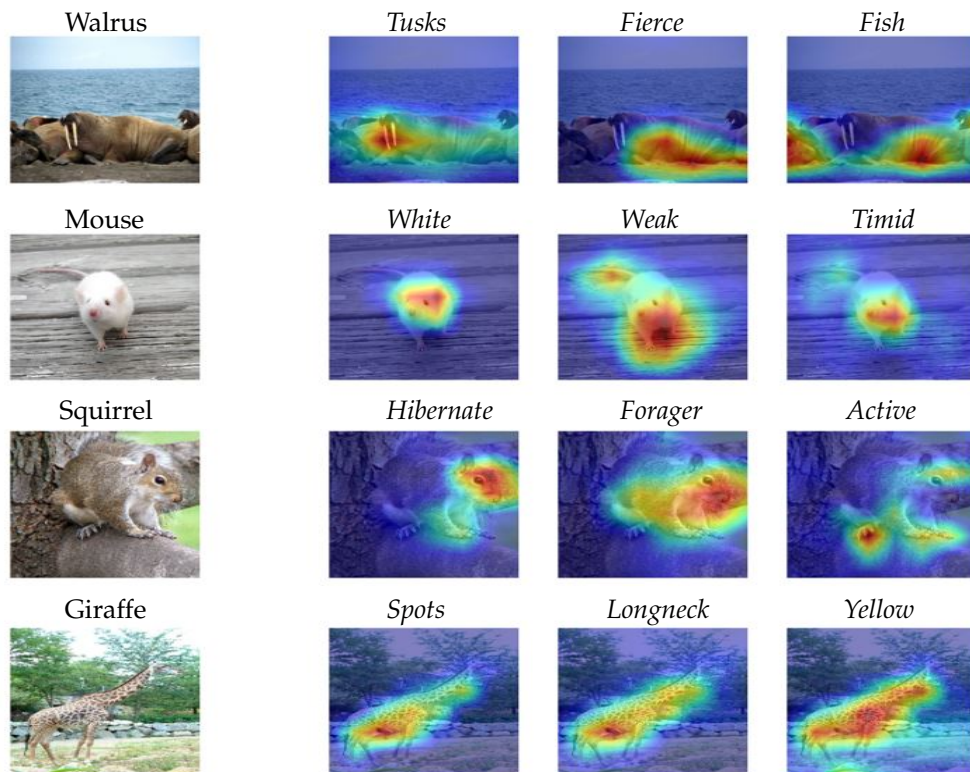 Walrus Tusks Fierce Fish
Mouse White Weak Timid
Squirrel Hibernate Forager Active
Giraffe Spots Longneck Yellow